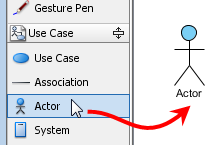 Gesture Pen
Use Case
Use Case
Association
Actor
System
Actor